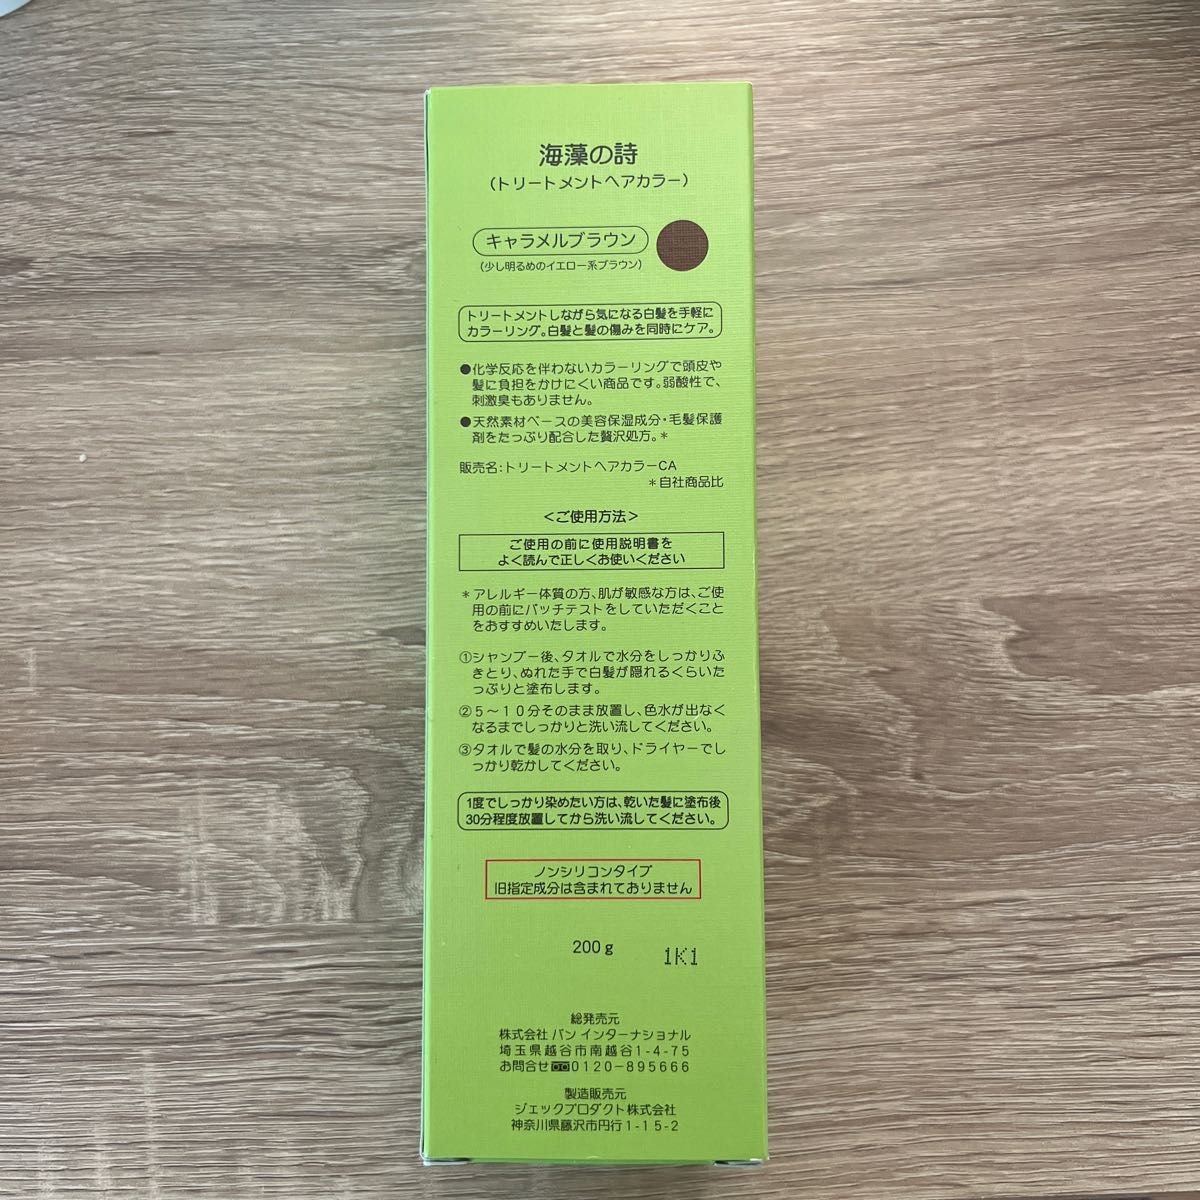 海藻の詩
(トリートメントヘアカラー)
キャラメルブラウン
(少し明るめのイエロー系ブラウン)
トリートメントしながら気になる白髪を手軽に
カラーリング。白髪と髪の傷みを同時にケア。
●化学反応を伴わないカラーリングで頭皮や
髪に負担をかけにくい商品です。弱酸性で、
刺激臭もありません。
●天然素材ベースの美容保湿成分・毛髪保護
剤をたっぷり配合した贅沢処方。*
販売名:トリートメントヘアカラーCA
*自社商品比
<ご使用方法>
ご使用の前に使用説明書を
よく読んで正しくお使いください
*アレルギー体質の方、肌が敏感な方は、ご使
用の前にパッチテストをしていただくこと
をおすすめいたします。
①シャンプー後、タオルで水分をしっかりふ
きとり、ぬれた手で白髪が隠れるくらいた
っぷりと塗布します。
②5~10分そのまま放置し、色水が出なく
なるまでしっかりと洗い流してください。
③タオルで髪の水分を取り、ドライヤーでし
っかり乾かしてください。
1度でしっかり染めたい方は、乾いた髪に塗布後
30分程度放置してから洗い流してください。
ノンシリコンタイプ
旧指定成分は含まれておりません
200g 1K1
総発売元
株式会社 バン インターナショナル
埼玉県越谷市南越谷1-4-75
お問合せ0120-895666
製造販売元
ジェックプロダクト株式会社
神奈川県藤沢市円行1-15-2